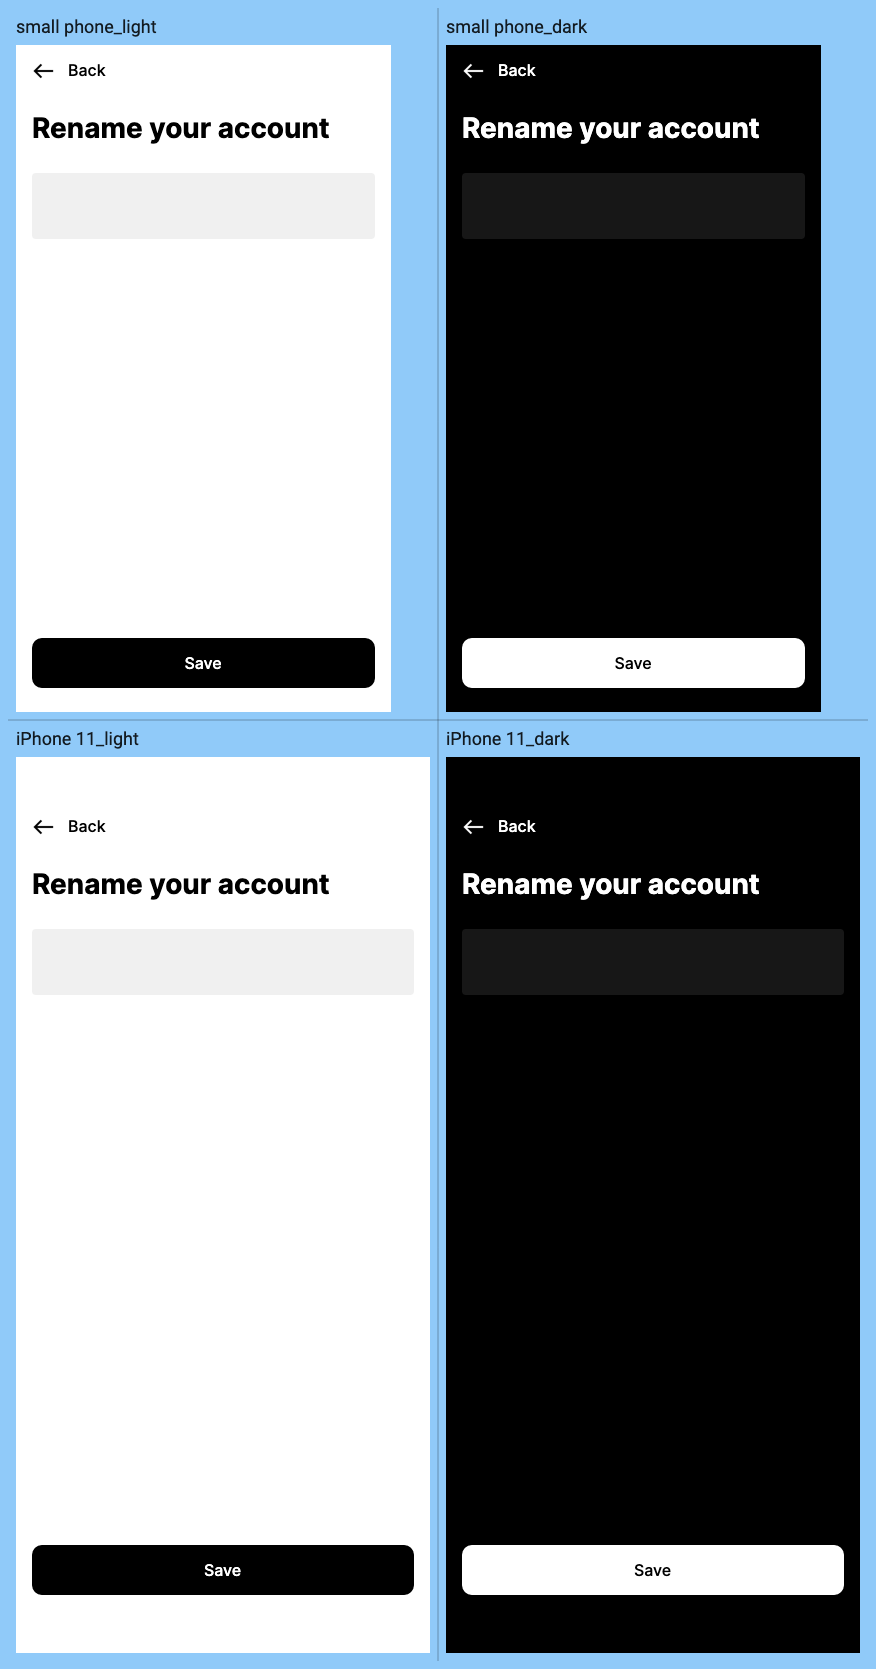 small phone_light
Back
Rename your account
Save
small phone_dark
Back
Rename your account
Save
iPhone 11_light
Back
Rename your account
Save
iPhone 11_dark
Back
Rename your account
Save